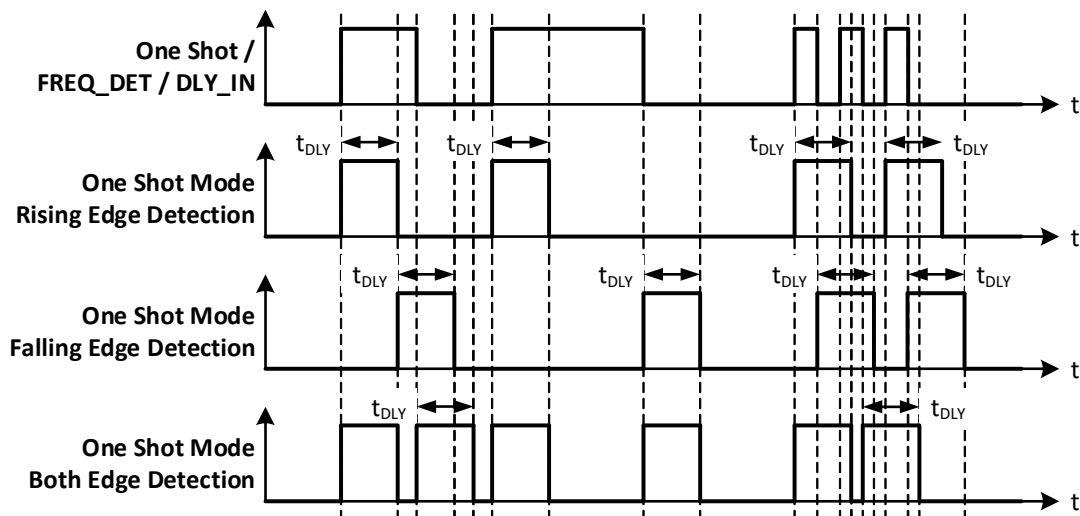 One Shot /
FREQ_DET / DLY_IN
t
tDLY tDLY tDLY tDLY
One Shot Mode
Rising Edge Detection
t
tDLY tDLY tDLY tDLY
One Shot Mode
Falling Edge Detection
t
tDLY tDLY
One Shot Mode
Both Edge Detection
t